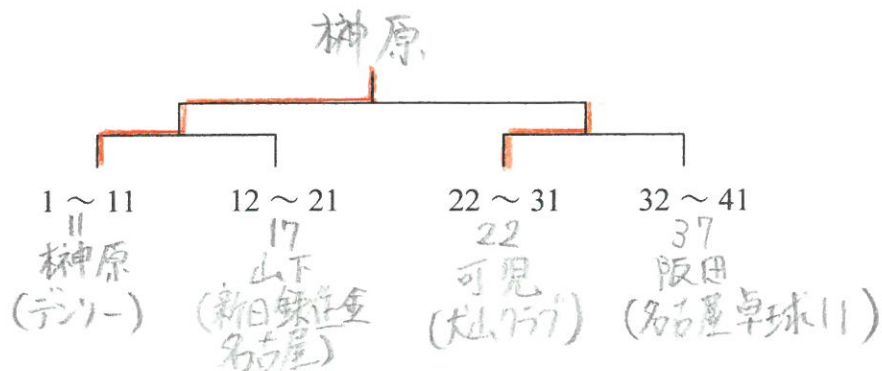 榊原
1 ～ 11 12 ～ 21 22 ～ 31 32 ～ 41
11 17 22 37
榊原 山下 可児 阪田
(デンソー) (新日鉄住金 (犬山クラブ) (名古屋卓球11)
名古屋)